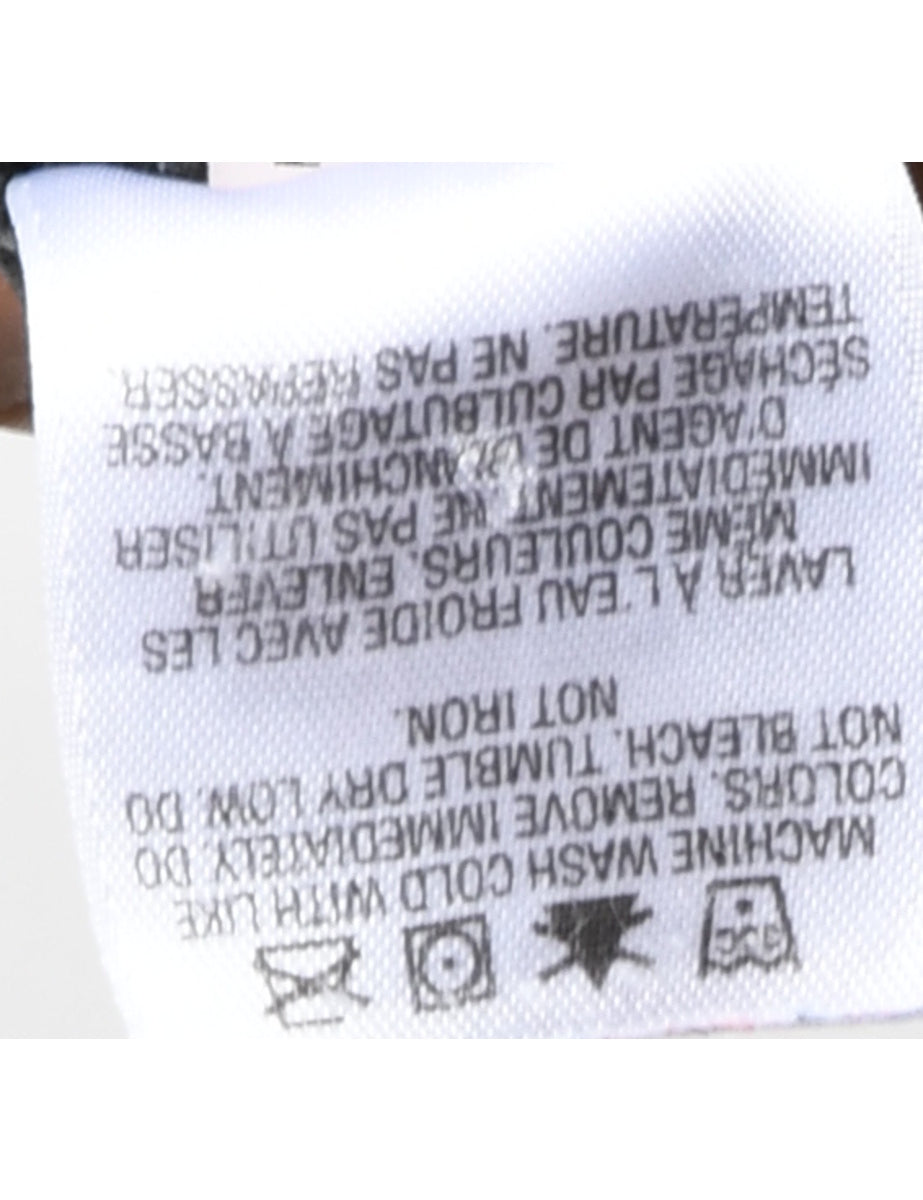 MACHINE WASH COLD WITH LIKE
COLORS. REMOVE IMMEDIATELY. DO
NOT BLEACH. TUMBLE DRY LOW. DO
NOT IRON.
LAVER À L'EAU FROIDE AVEC LES
MÊME COULEURS. ENLEVER
IMMÉDIATEMENT. NE PAS UTILISER
D'AGENT DE BLANCHIMENT.
SÉCHAGE PAR CULBUTAGE À BASSE
TEMPÉRATURE. NE PAS REPASSER.